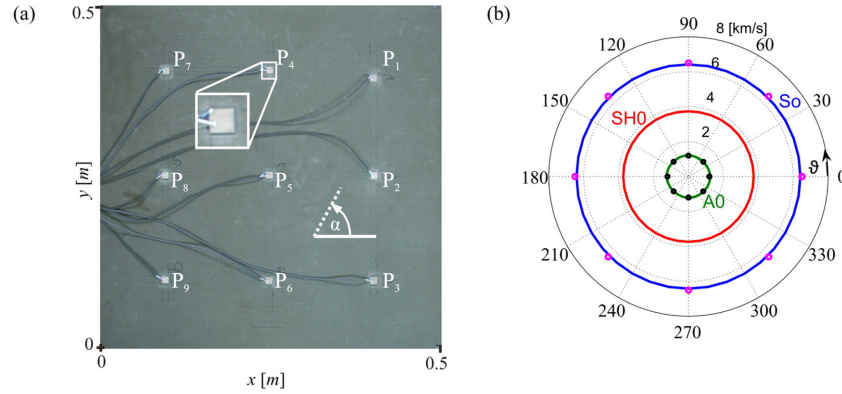 (a)
0.5
P7
P4
P1
P8
P5
P2
α
P9
P6
P3
y [m]
0
0
0.5
x [m]
(b)
90
8 [km/s]
120
60
6
150
4
30
So
SH0
2
180
ϑ
0
A0
210
330
240
300
270